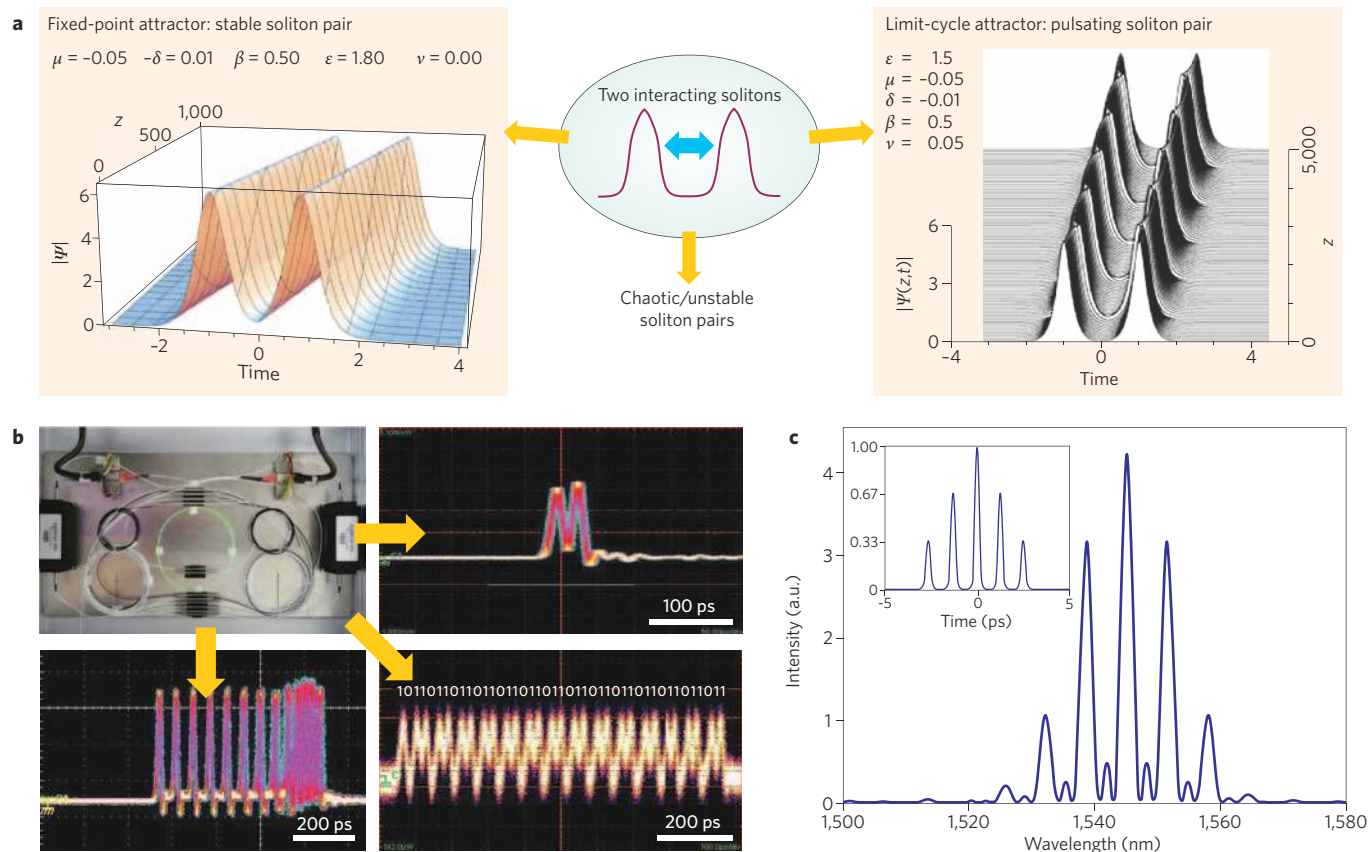 a
Fixed-point attractor: stable soliton pair
μ = –0.05 -δ = 0.01 β = 0.50 ε = 1.80 ν = 0.00
z
1,000
500
0
6
4
2
0
|Ψ|
–2
0
2
4
Time
Two interacting solitons
Chaotic/unstable
soliton pairs
Limit-cycle attractor: pulsating soliton pair
ε = 1.5
μ = –0.05
δ = –0.01
β = 0.5
ν = 0.05
6
3
0
|Ψ(z,t)|
–4
0
4
Time
5,000
0
z
b
100 ps
200 ps
1011011011011011011011011011011011011011011011
200 ps
c
Intensity (a.u.)
4
3
2
1
0
1,500
1,520
1,540
1,560
1,580
Wavelength (nm)
1.00
0.67
0.33
0
-5
0
5
Time (ps)